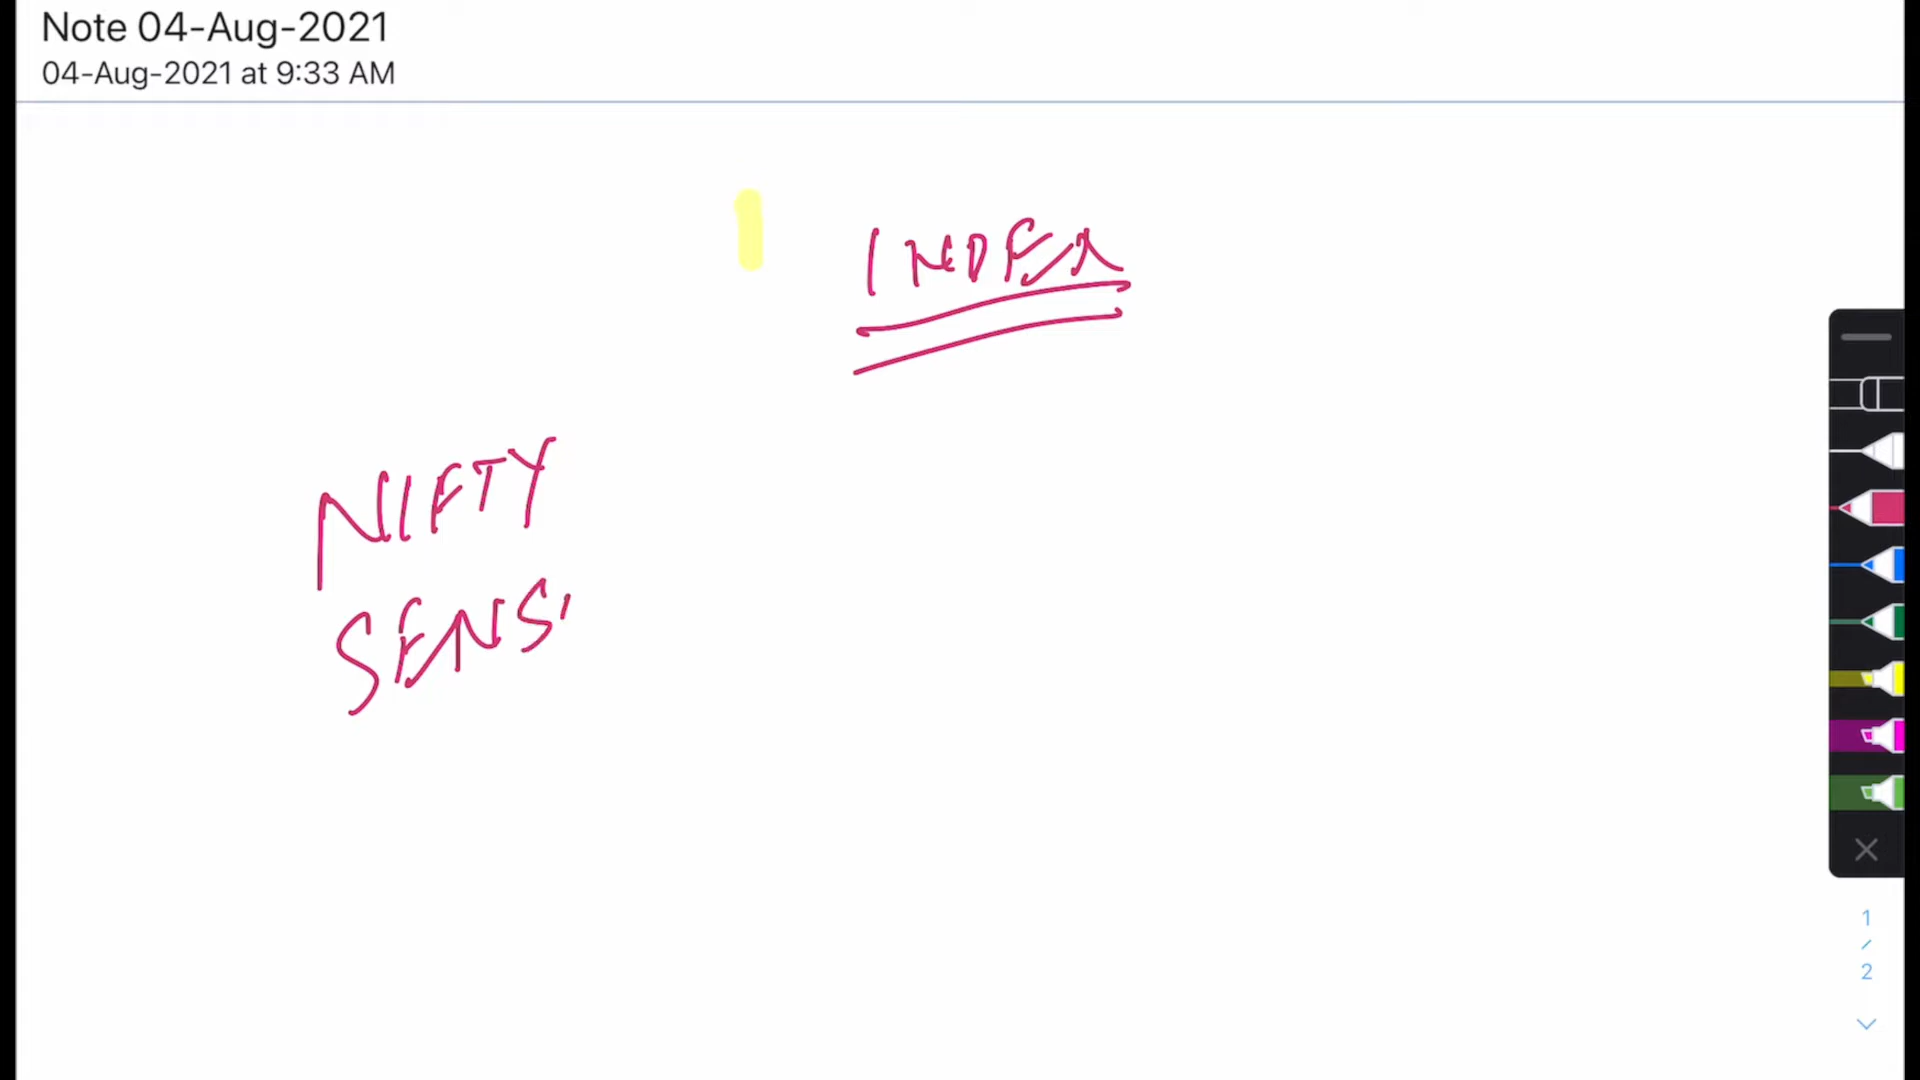 Note 04-Aug-2021
04-Aug-2021 at 9:33 AM
INDEX
NIFTY
SENS
1
/
2